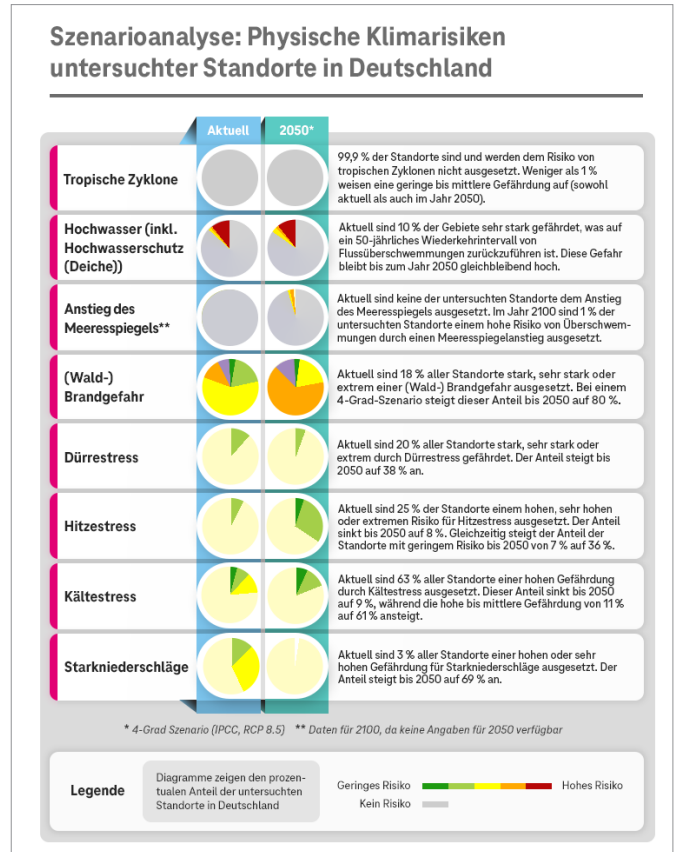 Szenarioanalyse: Physische Klimarisiken
untersuchter Standorte in Deutschland
Aktuell
2050*
Tropische Zyklone
99,9 % der Standorte sind und werden dem Risiko von
tropischen Zyklonen nicht ausgesetzt. Weniger als 1 %
weisen eine geringe bis mittlere Gefährdung auf (sowohl
aktuell als auch im Jahr 2050).
Hochwasser (inkl.
Hochwasserschutz
(Deiche))
Aktuell sind 10 % der Gebiete sehr stark gefährdet, was auf
ein 50-jährliches Wiederkehrintervall von
Flussüberschwemmungen zurückzuführen ist. Diese Gefahr
bleibt bis zum Jahr 2050 gleichbleibend hoch.
Anstieg des
Meeresspiegels**
Aktuell sind keine der untersuchten Standorte dem Anstieg
des Meeresspiegels ausgesetzt. Im Jahr 2100 sind 1 % der
untersuchten Standorte einem hohe Risiko von Überschwem-
mungen durch einen Meeresspiegelanstieg ausgesetzt.
(Wald-)
Brandgefahr
Aktuell sind 18 % aller Standorte stark, sehr stark oder
extrem einer (Wald-) Brandgefahr ausgesetzt. Bei einem
4-Grad-Szenario steigt dieser Anteil bis 2050 auf 80 %.
Dürrestress
Aktuell sind 20 % aller Standorte stark, sehr stark oder
extrem durch Dürrestress gefährdet. Der Anteil steigt bis
2050 auf 38 % an.
Hitzestress
Aktuell sind 25 % der Standorte einem hohen, sehr hohen
oder extremen Risiko für Hitzestress ausgesetzt. Der Anteil
sinkt bis 2050 auf 8 %. Gleichzeitig steigt der Anteil der
Standorte mit geringem Risiko bis 2050 von 7 % auf 36 %.
Kältestress
Aktuell sind 63 % aller Standorte einer hohen Gefährdung
durch Kältestress ausgesetzt. Dieser Anteil sinkt bis 2050
auf 9 %, während die hohe bis mittlere Gefährdung von 11 %
auf 61 % ansteigt.
Starkniederschläge
Aktuell sind 3 % aller Standorte einer hohen oder sehr
hohen Gefährdung für Starkniederschläge ausgesetzt. Der
Anteil steigt bis 2050 auf 69 % an.
* 4-Grad Szenario (IPCC, RCP 8.5) ** Daten für 2100, da keine Angaben für 2050 verfügbar
Legende
Diagramme zeigen den prozen-
tualen Anteil der untersuchten
Standorte in Deutschland
Geringes Risiko
Hohes Risiko
Kein Risiko